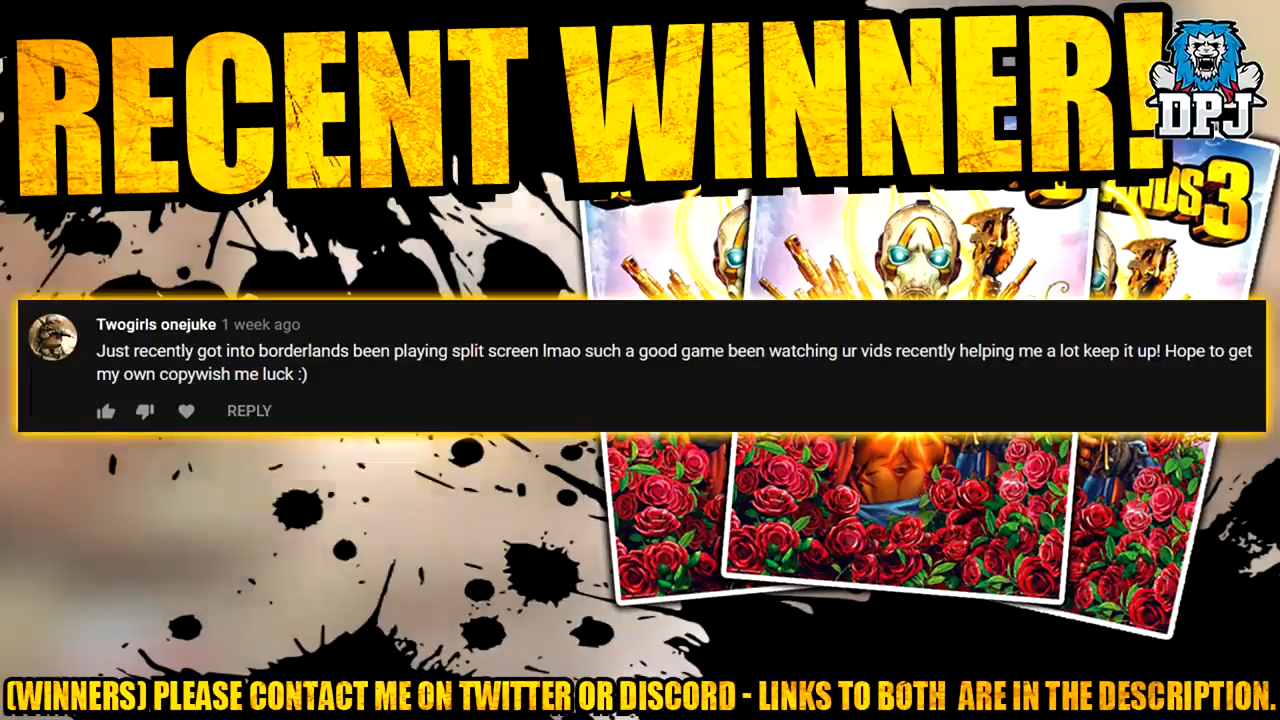 RECENT WINNER!
DPJ
ANDS 3
Twogirls onejuke 1 week ago
Just recently got into borderlands been playing split screen lmao such a good game been watching ur vids recently helping me a lot keep it up! Hope to get
my own copywish me luck :)
REPLY
(WINNERS) PLEASE CONTACT ME ON TWITTER OR DISCORD - LINKS TO BOTH ARE IN THE DESCRIPTION.